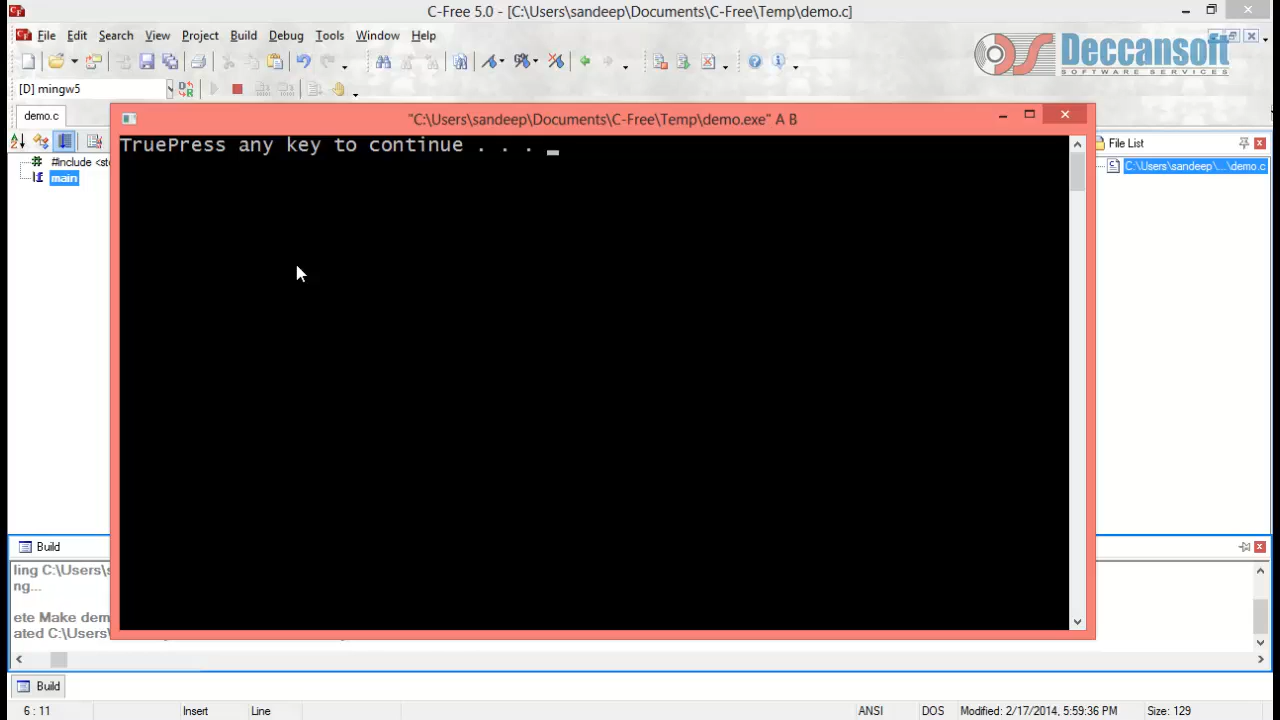 C-Free 5.0 - [C:\Users\sandeep\Documents\C-Free\Temp\demo.c]
File Edit Search View Project Build Debug Tools Window Help
Deccansoft
SOFTWARE SERVICES
[D] mingw5
demo.c
"C:\Users\sandeep\Documents\C-Free\Temp\demo.exe" A B
TruePress any key to continue . . .
File List
#include <st
main
C:\Users\sandeep\...\demo.c
Build
ling C:\Users\
ng...
ete Make dem
ated C:\Users\
Build
6 : 11 Insert Line ANSI DOS Modified: 2/17/2014, 5:59:36 PM Size: 129